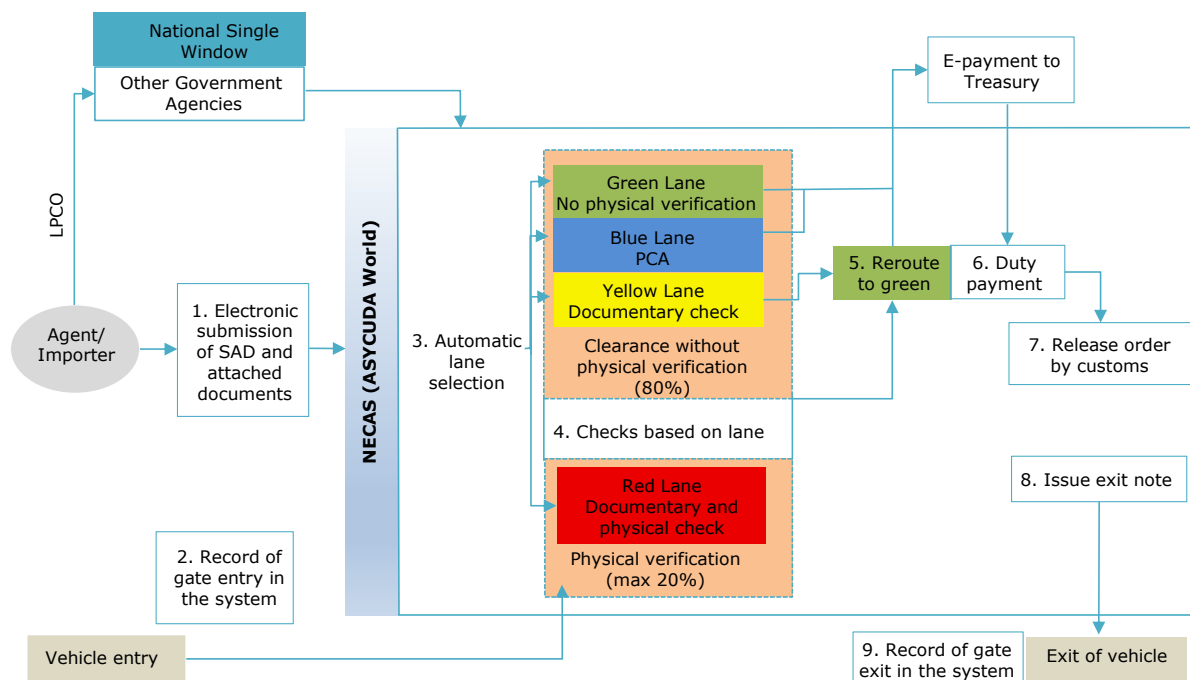 National Single
Window
Other Government
Agencies
E-payment to
Treasury
LPCO
Agent/
Importer
1. Electronic
submission
of SAD and
attached
documents
NECAS (ASYCUDA World)
3. Automatic
lane
selection
Green Lane
No physical verification
Blue Lane
PCA
Yellow Lane
Documentary check
Clearance without
physical verification
(80%)
4. Checks based on lane
Red Lane
Documentary and
physical check
Physical verification
(max 20%)
5. Reroute
to green
6. Duty
payment
7. Release order
by customs
8. Issue exit note
2. Record of
gate entry in
the system
Vehicle entry
9. Record of gate
exit in the system
Exit of vehicle